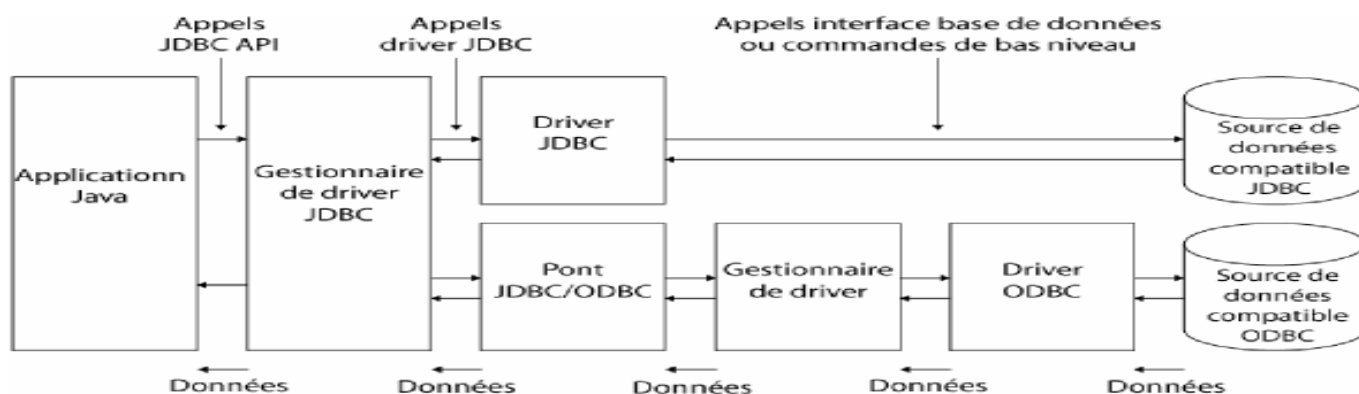 Appels
JDBC API
Appels
driver JDBC
Appels interface base de données
ou commandes de bas niveau
Applicationn
Java
Gestionnaire
de driver
JDBC
Driver
JDBC
Source de
données
compatible
JDBC
Pont
JDBC/ODBC
Gestionnaire
de driver
Driver
ODBC
Source de
données
compatible
ODBC
Données
Données
Données
Données
Données